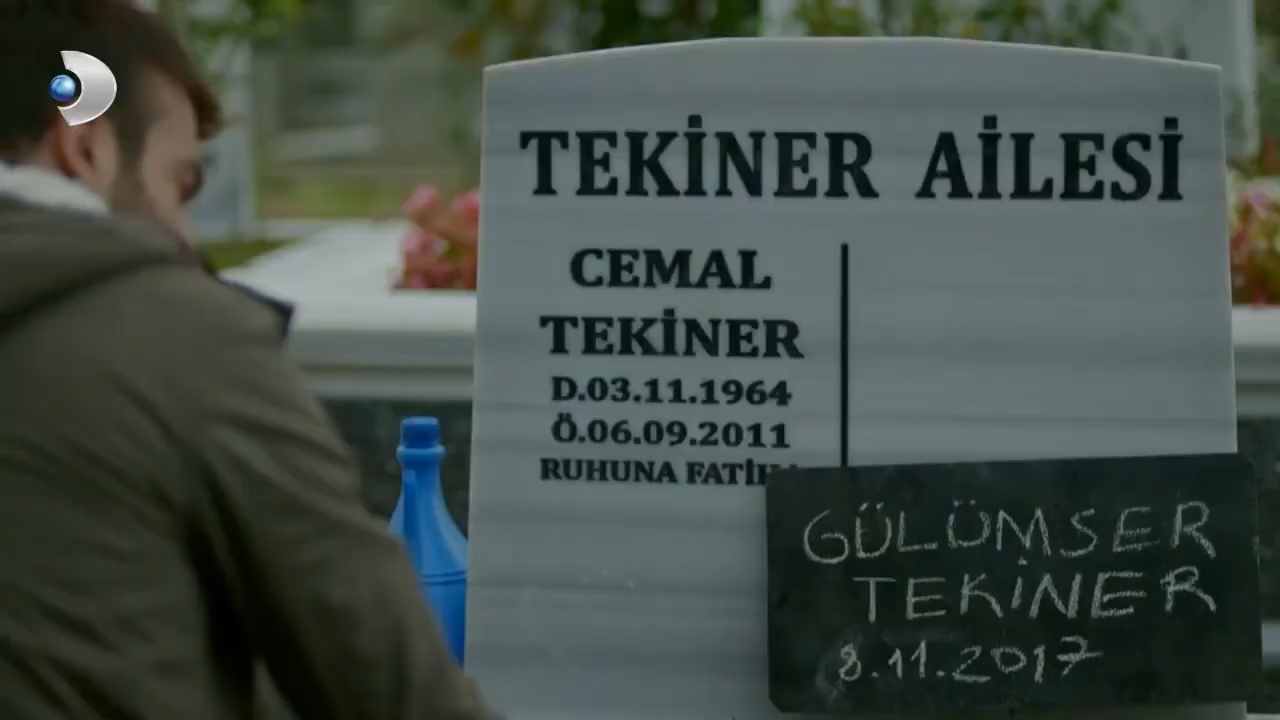 TEKİNER AİLESİ
CEMAL
TEKİNER
D.03.11.1964
Ö.06.09.2011
RUHUNA
GÜLÜMSER
TEKİNER
8.11.2017